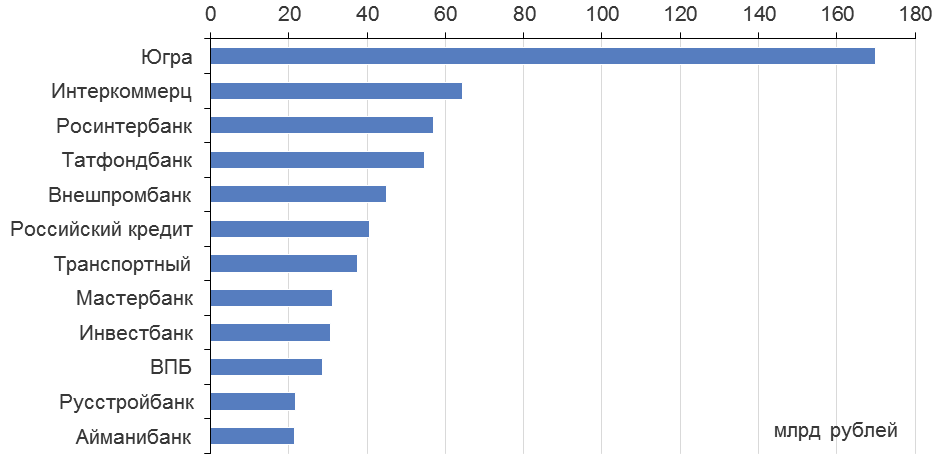 0 20 40 60 80 100 120 140 160 180
Югра
Интеркоммерц
Росинтербанк
Татфондбанк
Внешпромбанк
Российский кредит
Транспортный
Мастербанк
Инвестбанк
ВПБ
Русстройбанк
Айманибанк
млрд рублей